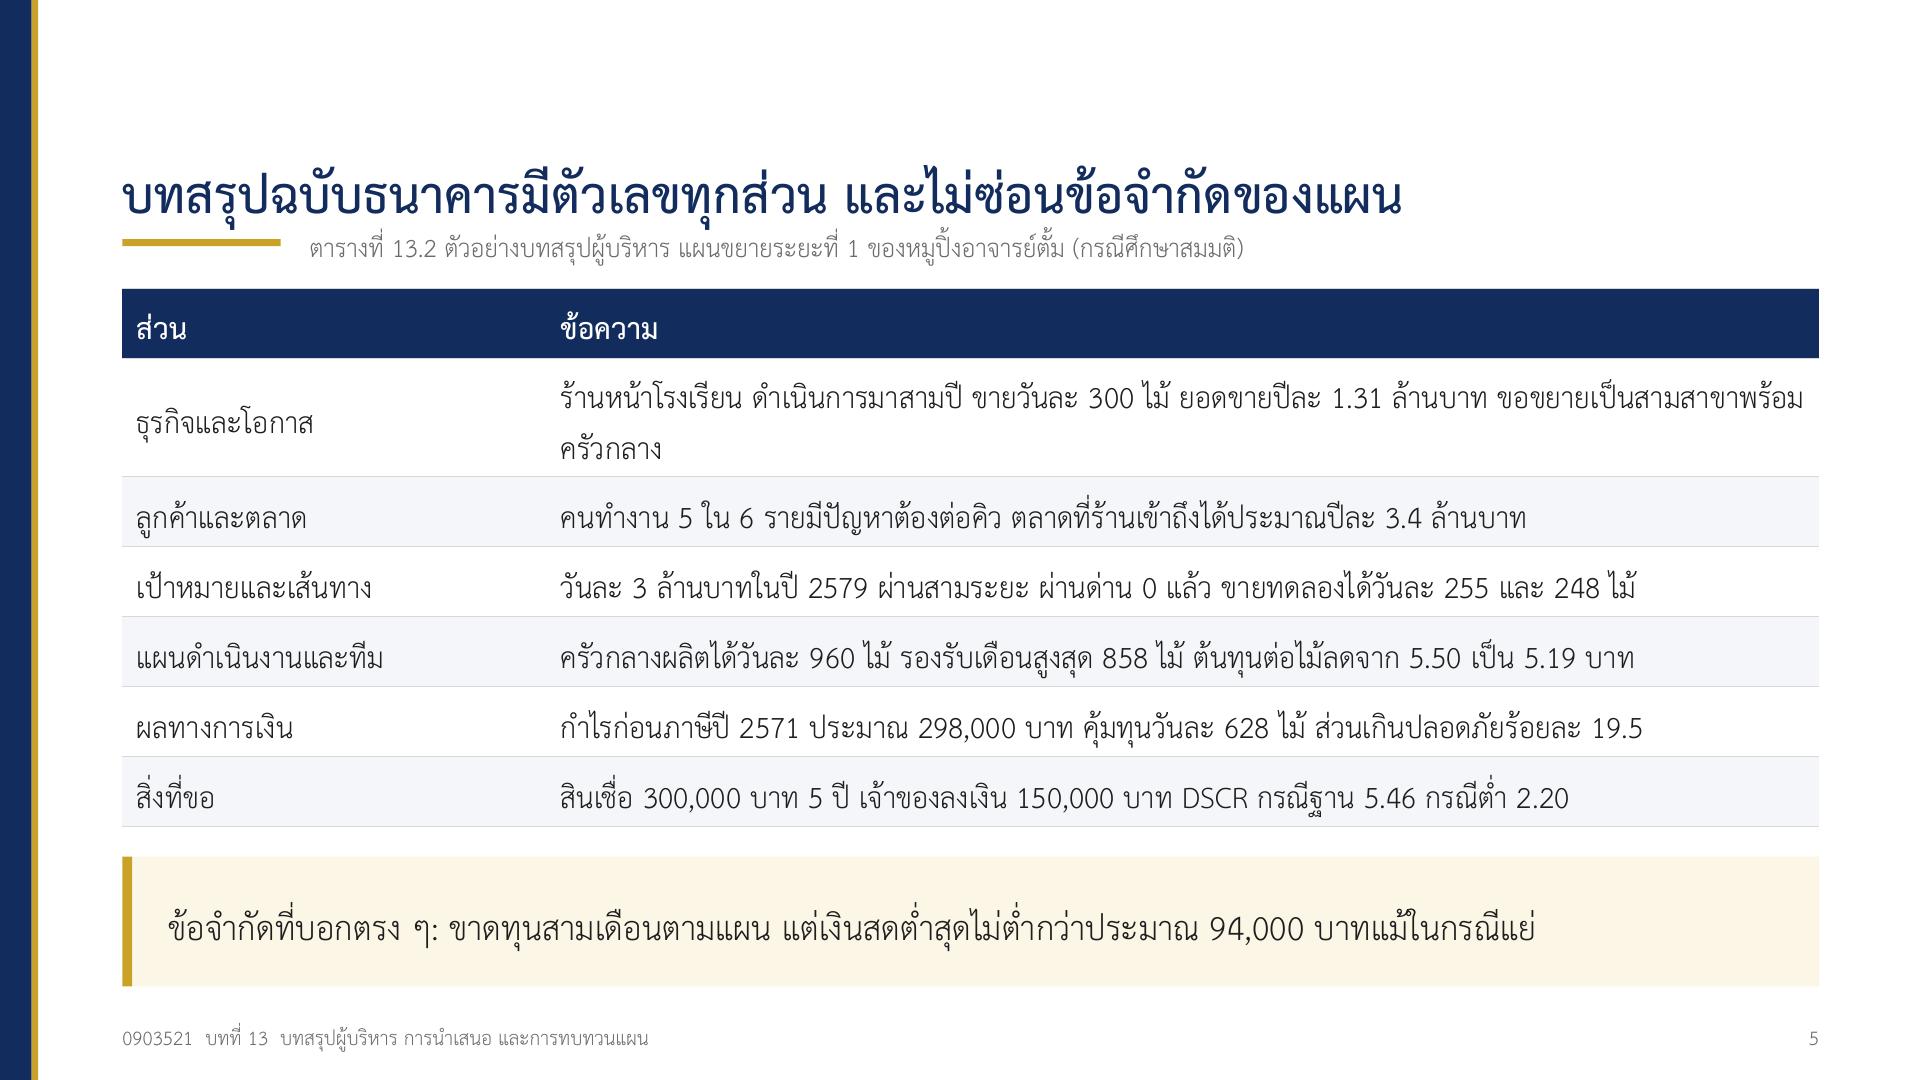 บทสรุปฉบับธนาคารมีตัวเลขทุกส่วน และไม่ซ่อนข้อจำกัดของแผน
ตารางที่ 13.2 ตัวอย่างบทสรุปผู้บริหาร แผนขยายระยะที่ 1 ของหมูปิ้งอาจารย์ตั้ม (กรณีศึกษาสมมติ)
ส่วน ข้อความ
ธุรกิจและโอกาส ร้านหน้าโรงเรียน ดำเนินการมาสามปี ขายวันละ 300 ไม้ ยอดขายปีละ 1.31 ล้านบาท ขอขยายเป็นสามสาขาพร้อม
ครัวกลาง
ลูกค้าและตลาด คนทำงาน 5 ใน 6 รายมีปัญหาต้องต่อคิว ตลาดที่ร้านเข้าถึงได้ประมาณปีละ 3.4 ล้านบาท
เป้าหมายและเส้นทาง วันละ 3 ล้านบาทในปี 2579 ผ่านสามระยะ ผ่านด่าน 0 แล้ว ขายทดลองได้วันละ 255 และ 248 ไม้
แผนดำเนินงานและทีม ครัวกลางผลิตได้วันละ 960 ไม้ รองรับเดือนสูงสุด 858 ไม้ ต้นทุนต่อไม้ลดจาก 5.50 เป็น 5.19 บาท
ผลทางการเงิน กำไรก่อนภาษีปี 2571 ประมาณ 298,000 บาท คุ้มทุนวันละ 628 ไม้ ส่วนเกินปลอดภัยร้อยละ 19.5
สิ่งที่ขอ สินเชื่อ 300,000 บาท 5 ปี เจ้าของลงเงิน 150,000 บาท DSCR กรณีฐาน 5.46 กรณีต่ำ 2.20
ข้อจำกัดที่บอกตรง ๆ: ขาดทุนสามเดือนตามแผน แต่เงินสดต่ำสุดไม่ต่ำกว่าประมาณ 94,000 บาทแม้ในกรณีแย่
0903521 บทที่ 13 บทสรุปผู้บริหาร การนำเสนอ และการทบทวนแผน 5